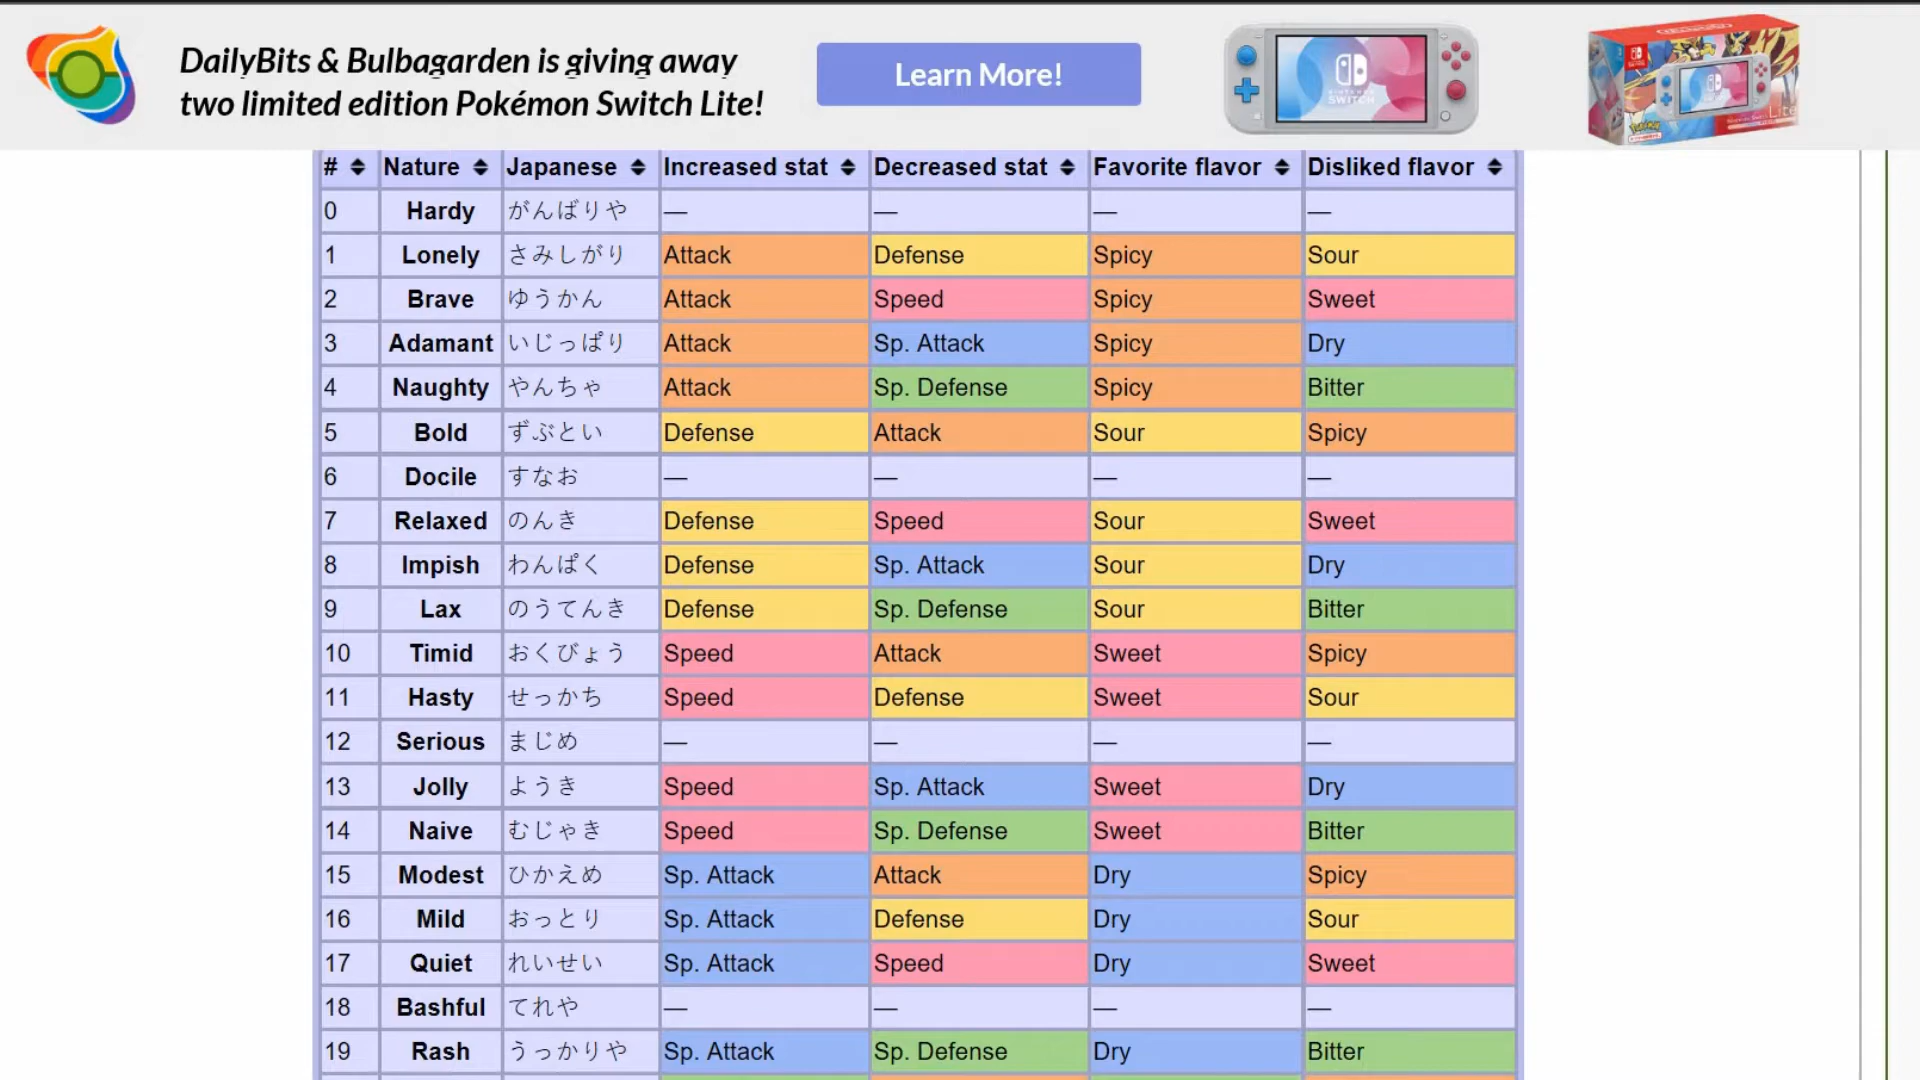 DailyBits & Bulbagarden is giving away
two limited edition Pokémon Switch Lite!
Learn More!
NINTENDO
SWITCH
# Nature Japanese Increased stat Decreased stat Favorite flavor Disliked flavor
0 Hardy がんばりや — — — —
1 Lonely さみしがり Attack Defense Spicy Sour
2 Brave ゆうかん Attack Speed Spicy Sweet
3 Adamant いじっぱり Attack Sp. Attack Spicy Dry
4 Naughty やんちゃ Attack Sp. Defense Spicy Bitter
5 Bold ずぶとい Defense Attack Sour Spicy
6 Docile すなお — — — —
7 Relaxed のんき Defense Speed Sour Sweet
8 Impish わんぱく Defense Sp. Attack Sour Dry
9 Lax のうてんき Defense Sp. Defense Sour Bitter
10 Timid おくびょう Speed Attack Sweet Spicy
11 Hasty せっかち Speed Defense Sweet Sour
12 Serious まじめ — — — —
13 Jolly ようき Speed Sp. Attack Sweet Dry
14 Naive むじゃき Speed Sp. Defense Sweet Bitter
15 Modest ひかえめ Sp. Attack Attack Dry Spicy
16 Mild おっとり Sp. Attack Defense Dry Sour
17 Quiet れいせい Sp. Attack Speed Dry Sweet
18 Bashful てれや — — — —
19 Rash うっかりや Sp. Attack Sp. Defense Dry Bitter